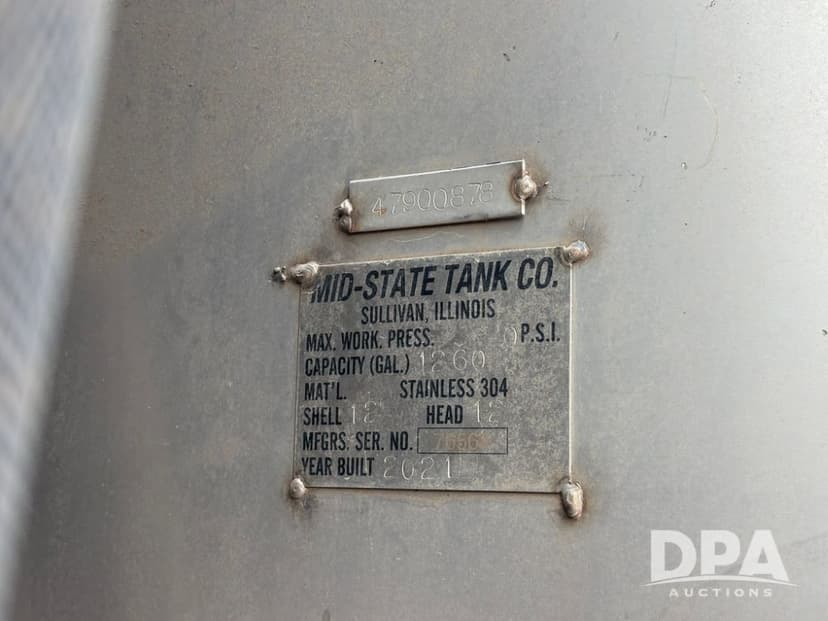 47900878
MID-STATE TANK CO.
SULLIVAN, ILLINOIS
MAX. WORK. PRESS. 0 P.S.I.
CAPACITY (GAL.) 1260
MAT'L. STAINLESS 304
SHELL 12 HEAD 12
MFGRS. SER. NO.
YEAR BUILT 2021
DPA
AUCTIONS